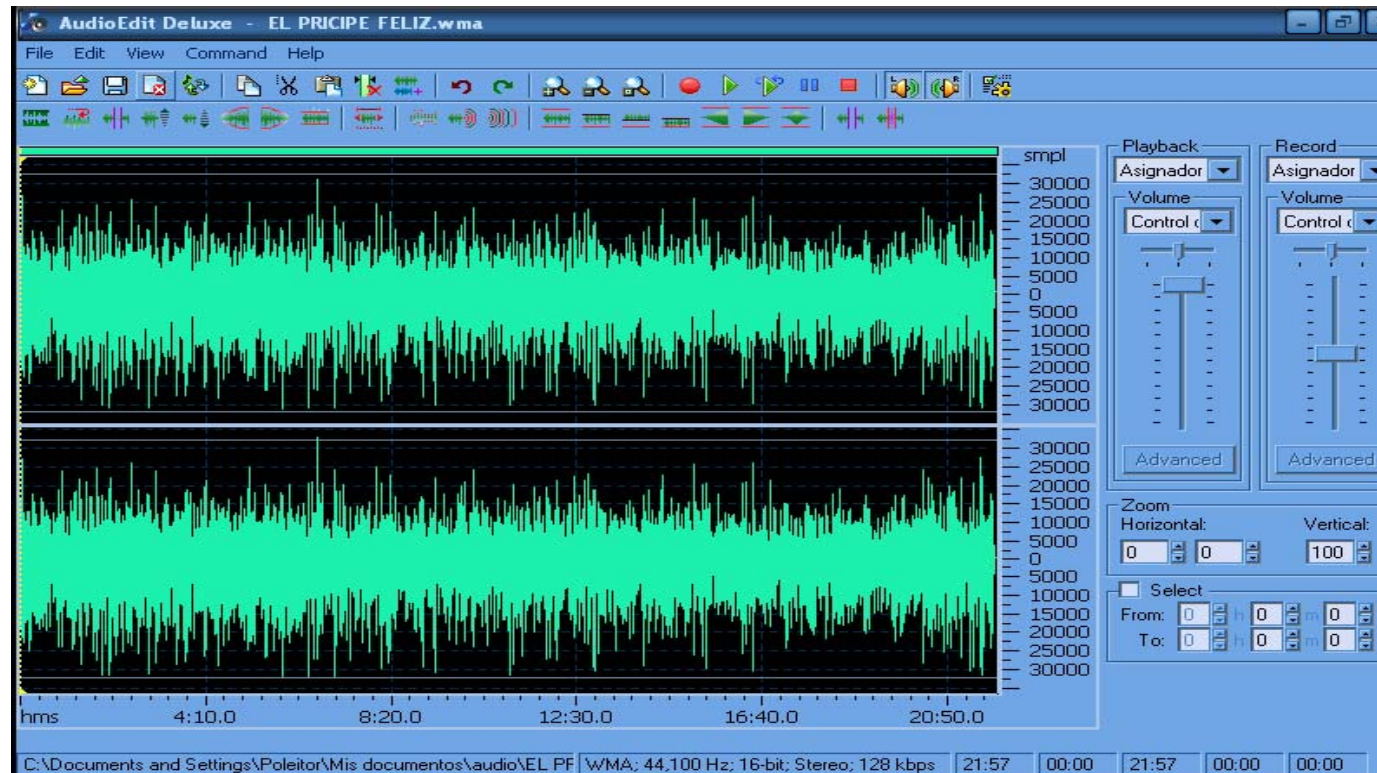 AudioEdit Deluxe - EL PRICIPE FELIZ.wma
File Edit View Command Help
smpl
30000
25000
20000
15000
10000
5000
0
5000
10000
15000
20000
25000
30000
30000
25000
20000
15000
10000
5000
0
5000
10000
15000
20000
25000
30000
hms 4:10.0 8:20.0 12:30.0 16:40.0 20:50.0
Playback
Asignador
Volume
Control c
Advanced
Record
Asignador
Volume
Control c
Advanced
Zoom
Horizontal: Vertical:
0 0 100
Select
From: 0 h 0 m 0
To: 0 h 0 m 0
C:\Documents and Settings\Poleitor\Mis documentos\audio\EL PF WMA; 44,100 Hz; 16-bit; Stereo; 128 kbps 21:57 00:00 21:57 00:00 00:00